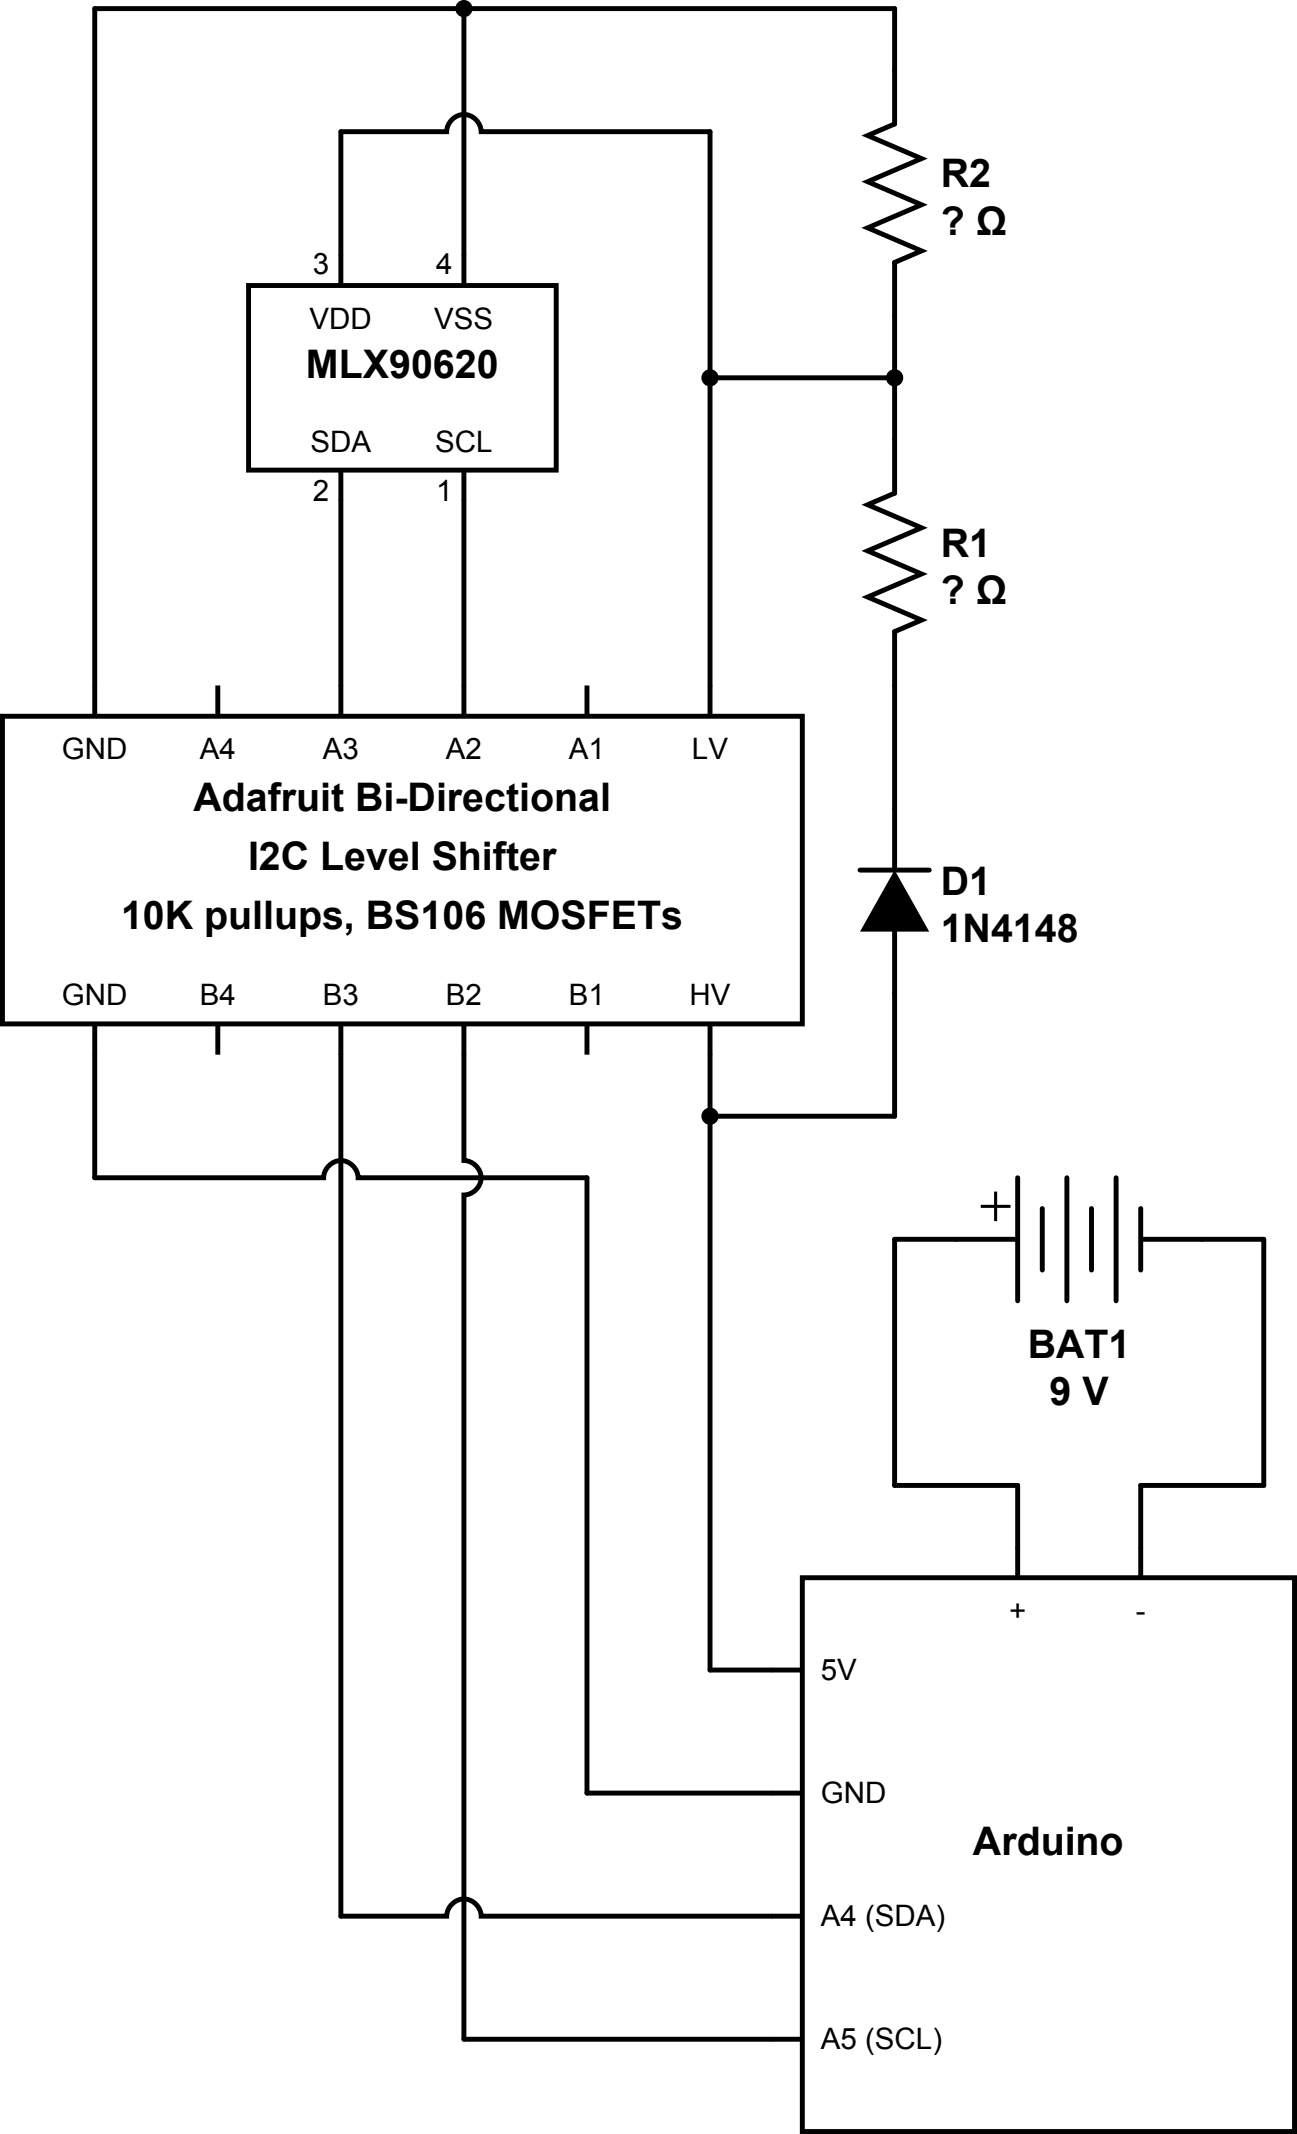 R2
? Ω
3
4
VDD
VSS
MLX90620
SDA
SCL
2
1
R1
? Ω
GND
A4
A3
A2
A1
LV
Adafruit Bi-Directional
I2C Level Shifter
10K pullups, BS106 MOSFETs
D1
1N4148
GND
B4
B3
B2
B1
HV
+
BAT1
9 V
+
-
5V
GND
Arduino
A4 (SDA)
A5 (SCL)